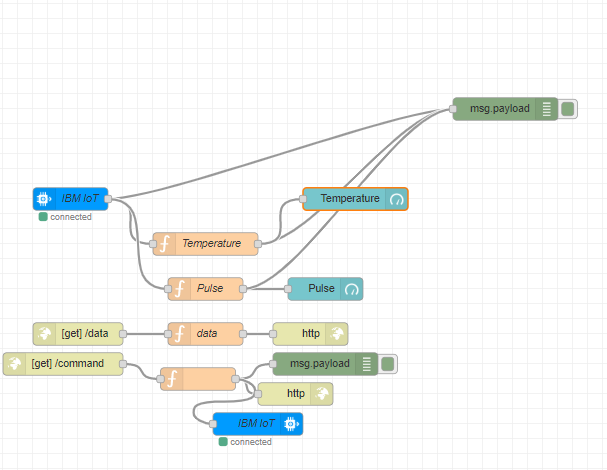 msg.payload
IBM IoT
connected
Temperature
Temperature
Pulse
Pulse
[get] /data
data
http
[get] /command
msg.payload
http
IBM IoT
connected